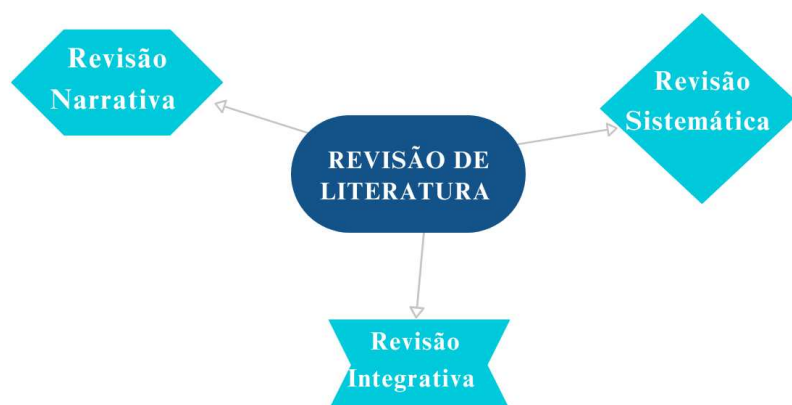 Revisão
Narrativa
Revisão
Sistemática
REVISÃO DE
LITERATURA
Revisão
Integrativa